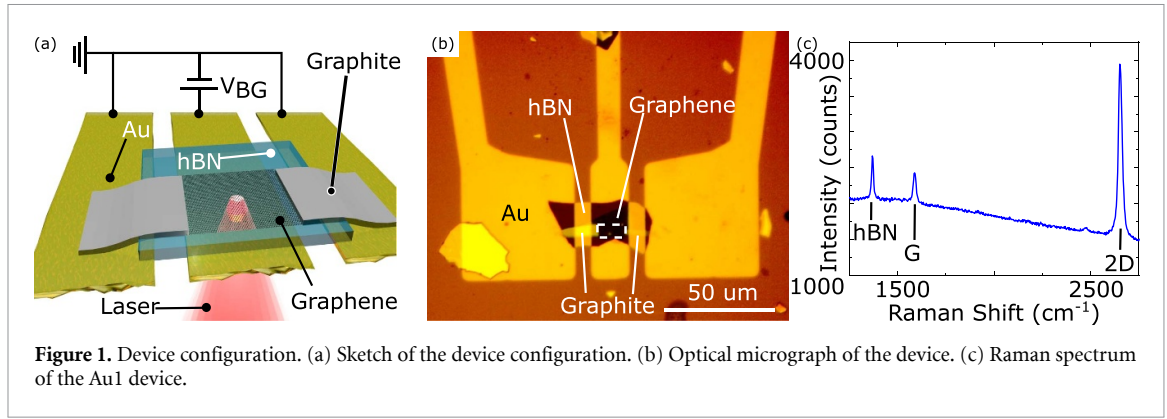 (a)
Graphite
V_BG
Au
hBN
Laser
Graphene
(b)
hBN
Graphene
Au
Graphite
50 um
(c)
4000
Intensity (counts)
1000
hBN
G
2D
1500
2500
Raman Shift (cm⁻¹)
Figure 1. Device configuration. (a) Sketch of the device configuration. (b) Optical micrograph of the device. (c) Raman spectrum
of the Au1 device.